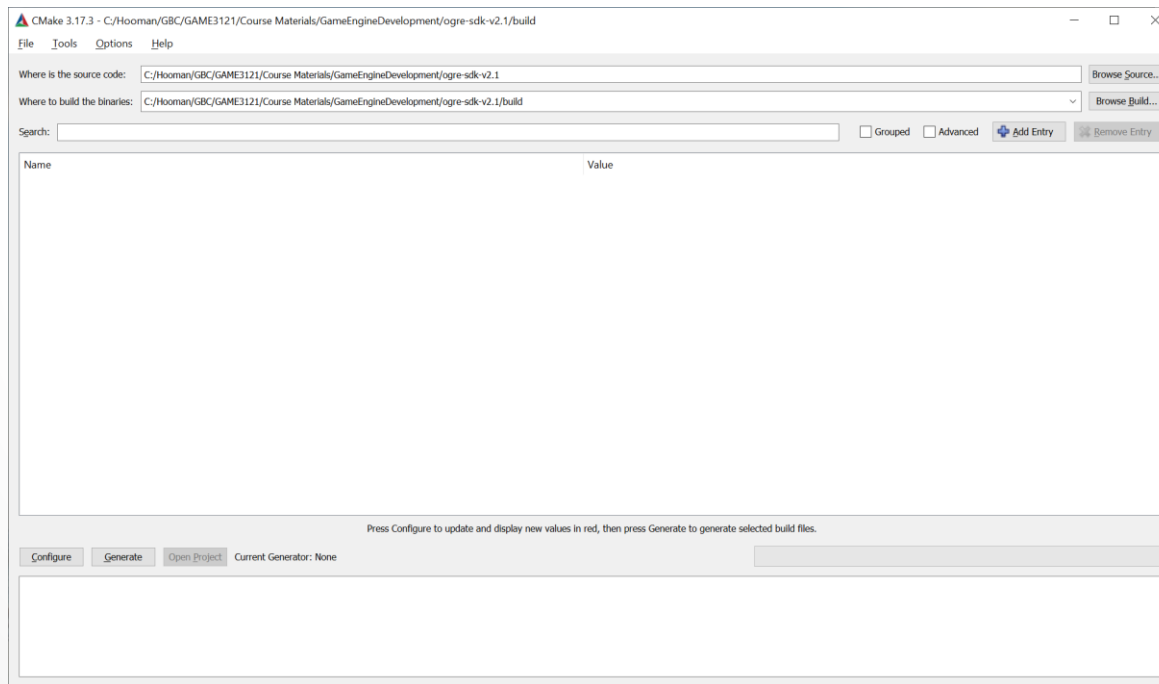 CMake 3.17.3 - C:/Hooman/GBC/GAME3121/Course Materials/GameEngineDevelopment/ogre-sdk-v2.1/build
File Tools Options Help
Where is the source code: C:/Hooman/GBC/GAME3121/Course Materials/GameEngineDevelopment/ogre-sdk-v2.1 Browse Source...
Where to build the binaries: C:/Hooman/GBC/GAME3121/Course Materials/GameEngineDevelopment/ogre-sdk-v2.1/build Browse Build...
Search: Grouped Advanced Add Entry Remove Entry
Name Value
Press Configure to update and display new values in red, then press Generate to generate selected build files.
Configure Generate Open Project Current Generator: None